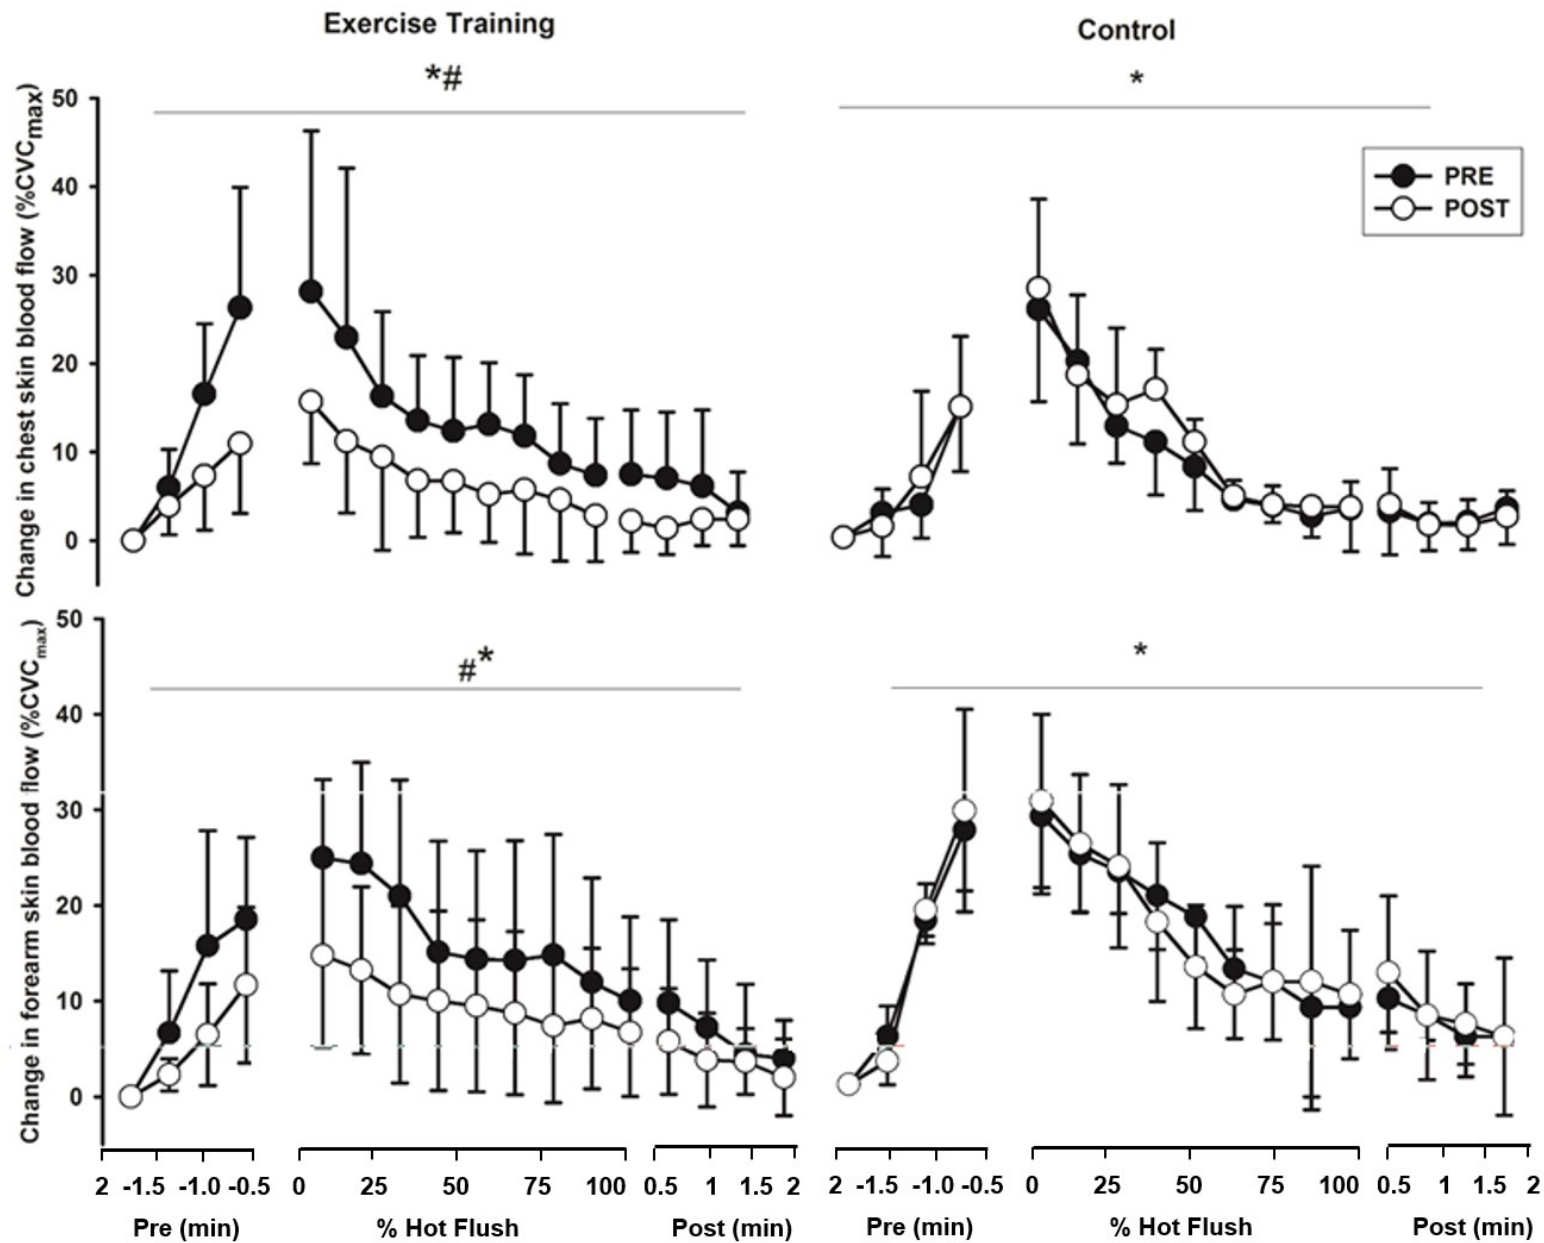 Exercise Training
Control
*#
*
Change in chest skin blood flow (%CVCmax)
50
40
30
20
10
0
PRE
POST
#*
*
Change in forearm skin blood flow (%CVCmax)
50
40
30
20
10
0
2 -1.5 -1.0 -0.5 0 25 50 75 100 0.5 1 1.5 2 2 -1.5 -1.0 -0.5 0 25 50 75 100 0.5 1 1.5 2
Pre (min) % Hot Flush Post (min) Pre (min) % Hot Flush Post (min)